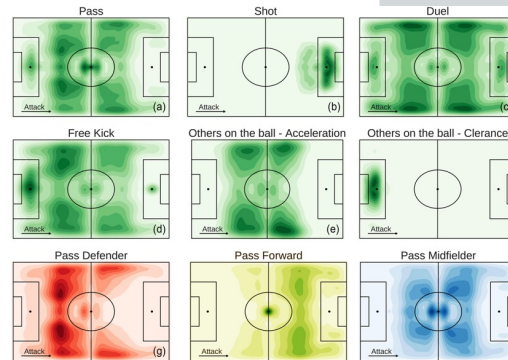 Pass
Shot
Duel
Attack
(a)
Attack
(b)
Attack
(c
Free Kick
Others on the ball - Acceleration
Others on the ball - Clerance
Attack
(d)
Attack
(e)
Attack
Pass Defender
Pass Forward
Pass Midfielder
Attack
(g)
Attack
Attack